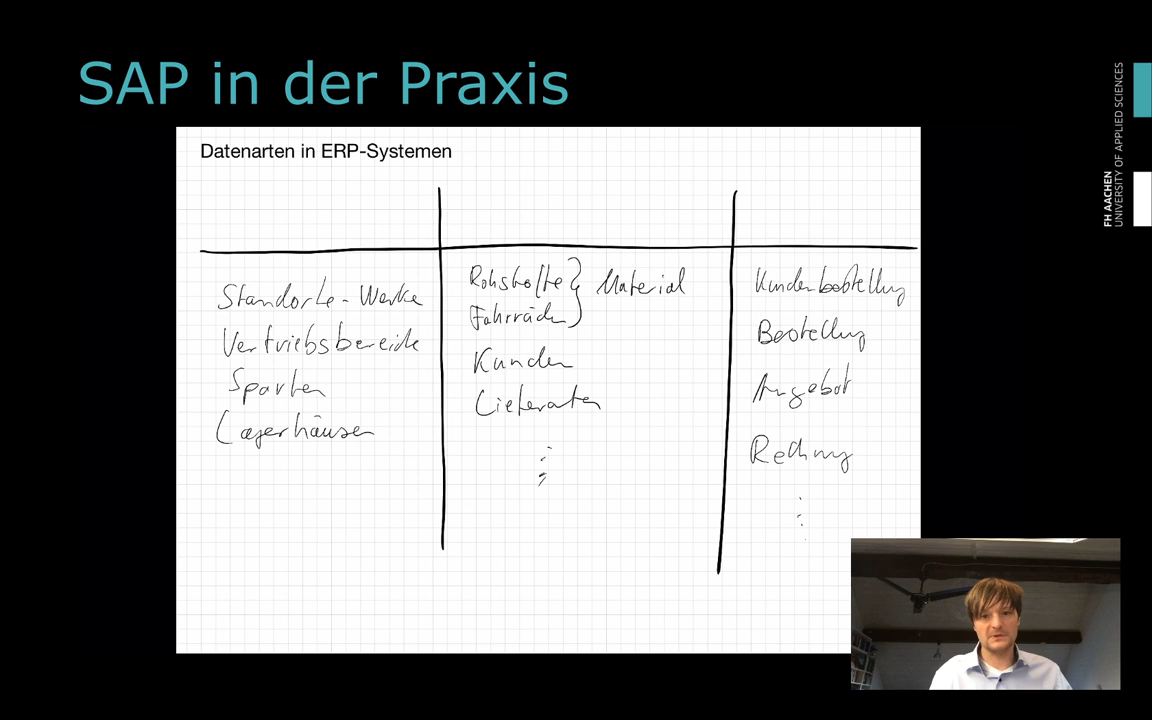 SAP in der Praxis
FH AACHEN
UNIVERSITY OF APPLIED SCIENCES
Datenarten in ERP-Systemen
Standorte - Werke
Vertriebsbereiche
Sparten
Lagerhäuser
Rohstoffe } Material
Fahrräder
Kunden
Lieferanten
Kundenbestellung
Bestellung
Angebot
Rechnung